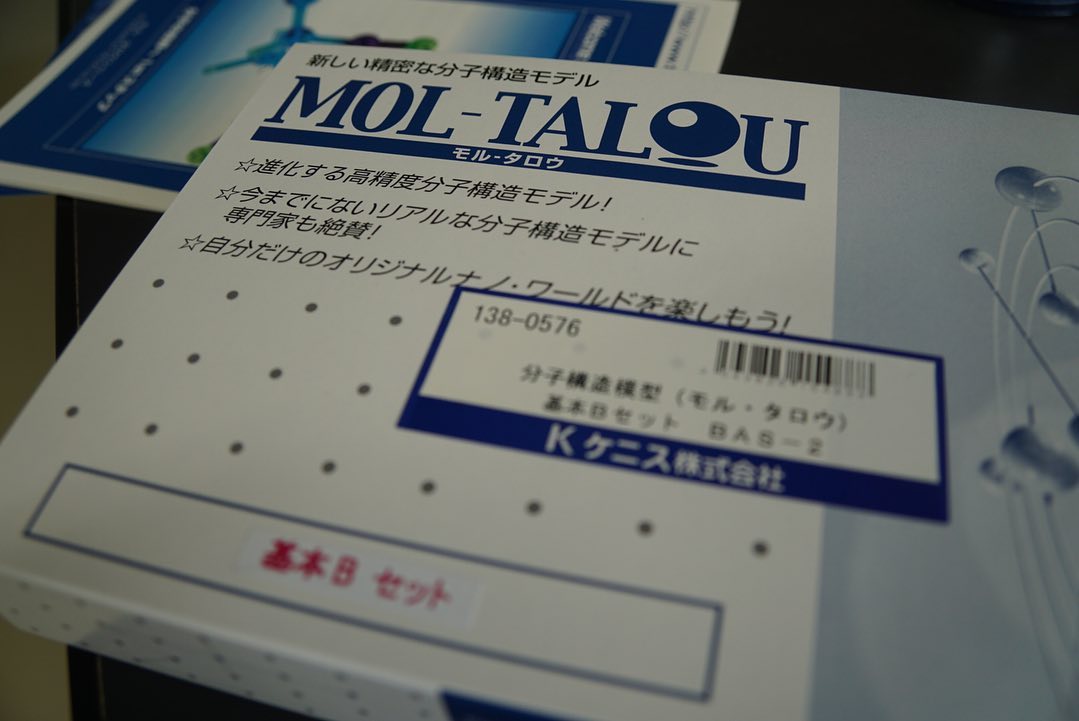 新しい精密な分子構造モデル
MOL-TALOU
モル-タロウ
☆進化する高精度分子構造モデル!
☆今までにないリアルな分子構造モデルに
専門家も絶賛!
☆自分だけのオリジナルナノ・ワールドを楽しもう!
138-0576
分子構造模型(モル・タロウ)
基本Bセット BAS-2
K ケニス株式会社
基本B セット